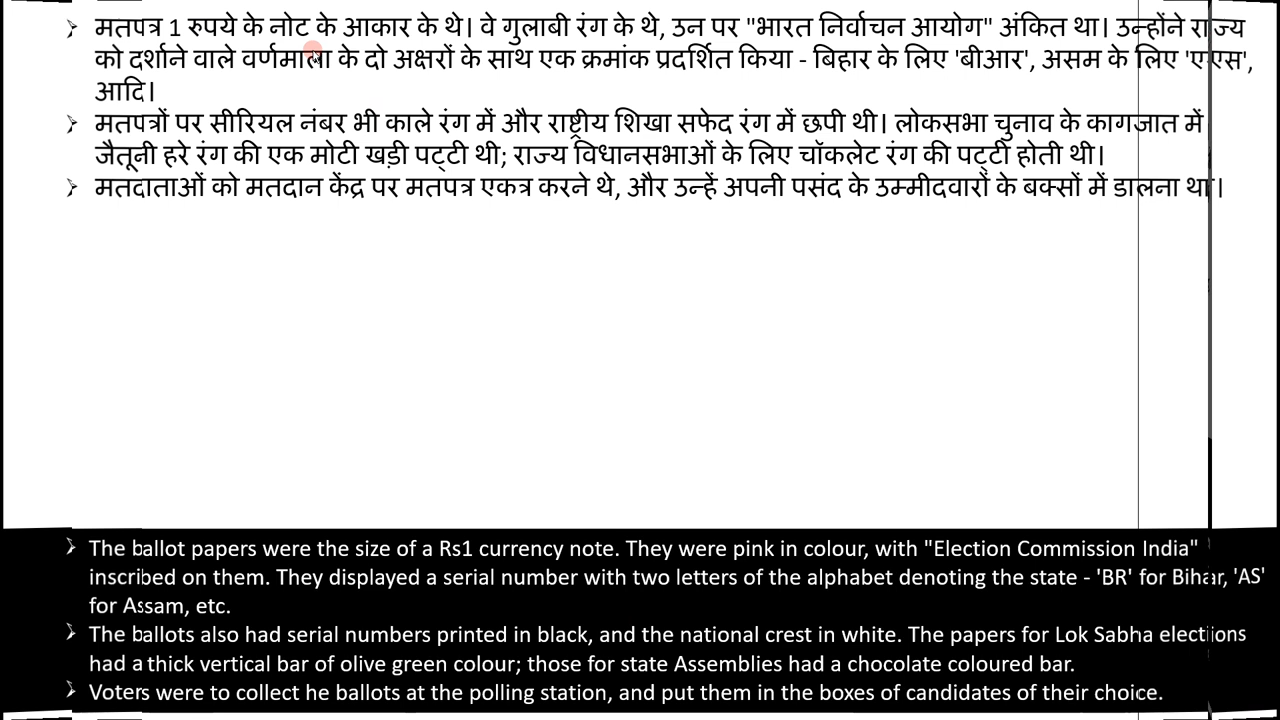 ➢ मतपत्र 1 रुपये के नोट के आकार के थे। वे गुलाबी रंग के थे, उन पर "भारत निर्वाचन आयोग" अंकित था। उन्होंने राज्य
को दर्शाने वाले वर्णमाला के दो अक्षरों के साथ एक क्रमांक प्रदर्शित किया - बिहार के लिए 'बीआर', असम के लिए 'एएस',
आदि।
➢ मतपत्रों पर सीरियल नंबर भी काले रंग में और राष्ट्रीय शिखा सफेद रंग में छपी थी। लोकसभा चुनाव के कागजात में
जैतूनी हरे रंग की एक मोटी खड़ी पट्टी थी; राज्य विधानसभाओं के लिए चॉकलेट रंग की पट्टी होती थी।
➢ मतदाताओं को मतदान केंद्र पर मतपत्र एकत्र करने थे, और उन्हें अपनी पसंद के उम्मीदवारों के बक्सों में डालना था।
➢ The ballot papers were the size of a Rs1 currency note. They were pink in colour, with "Election Commission India"
inscribed on them. They displayed a serial number with two letters of the alphabet denoting the state - 'BR' for Bihar, 'AS'
for Assam, etc.
➢ The ballots also had serial numbers printed in black, and the national crest in white. The papers for Lok Sabha elections
had a thick vertical bar of olive green colour; those for state Assemblies had a chocolate coloured bar.
➢ Voters were to collect he ballots at the polling station, and put them in the boxes of candidates of their choice.